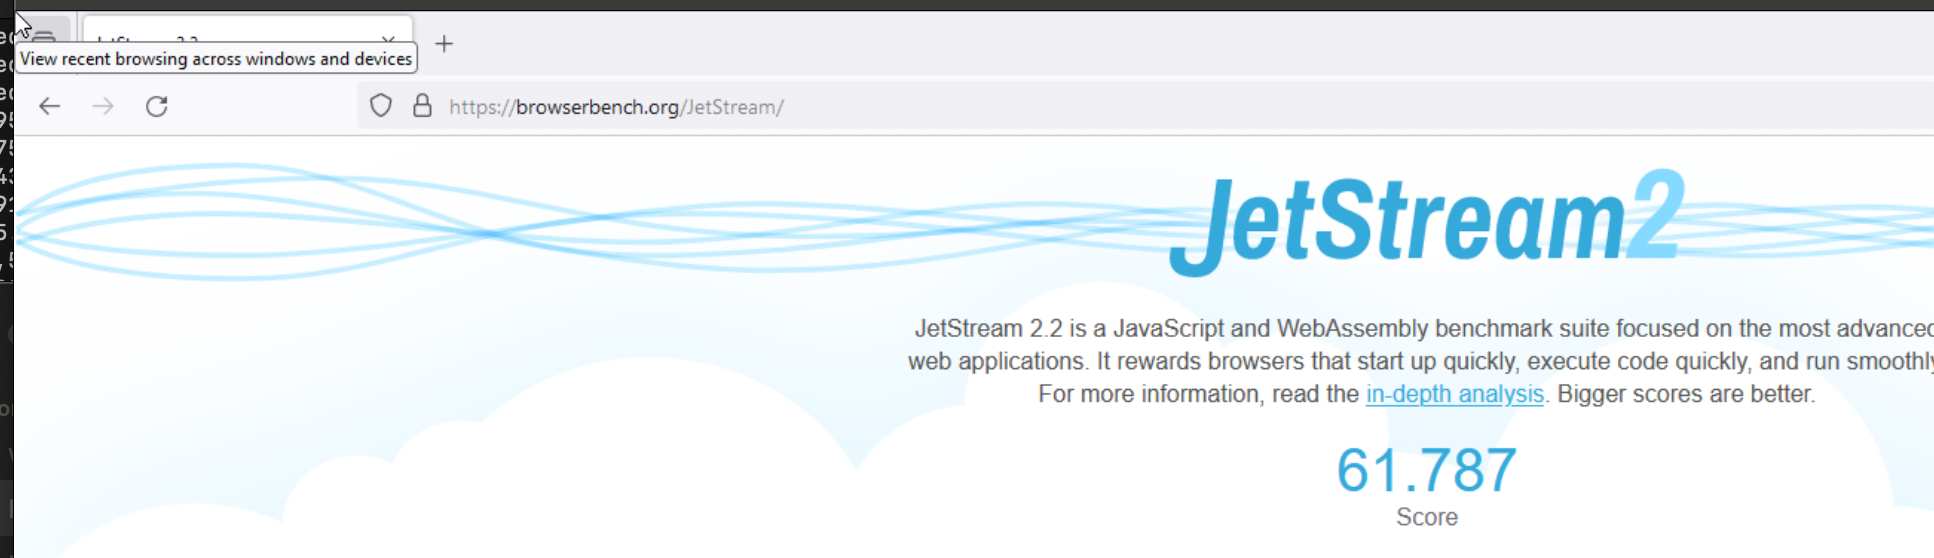 View recent browsing across windows and devices
https://browserbench.org/JetStream/
JetStream2
JetStream 2.2 is a JavaScript and WebAssembly benchmark suite focused on the most advanced
web applications. It rewards browsers that start up quickly, execute code quickly, and run smoothly
For more information, read the in-depth analysis. Bigger scores are better.
61.787
Score